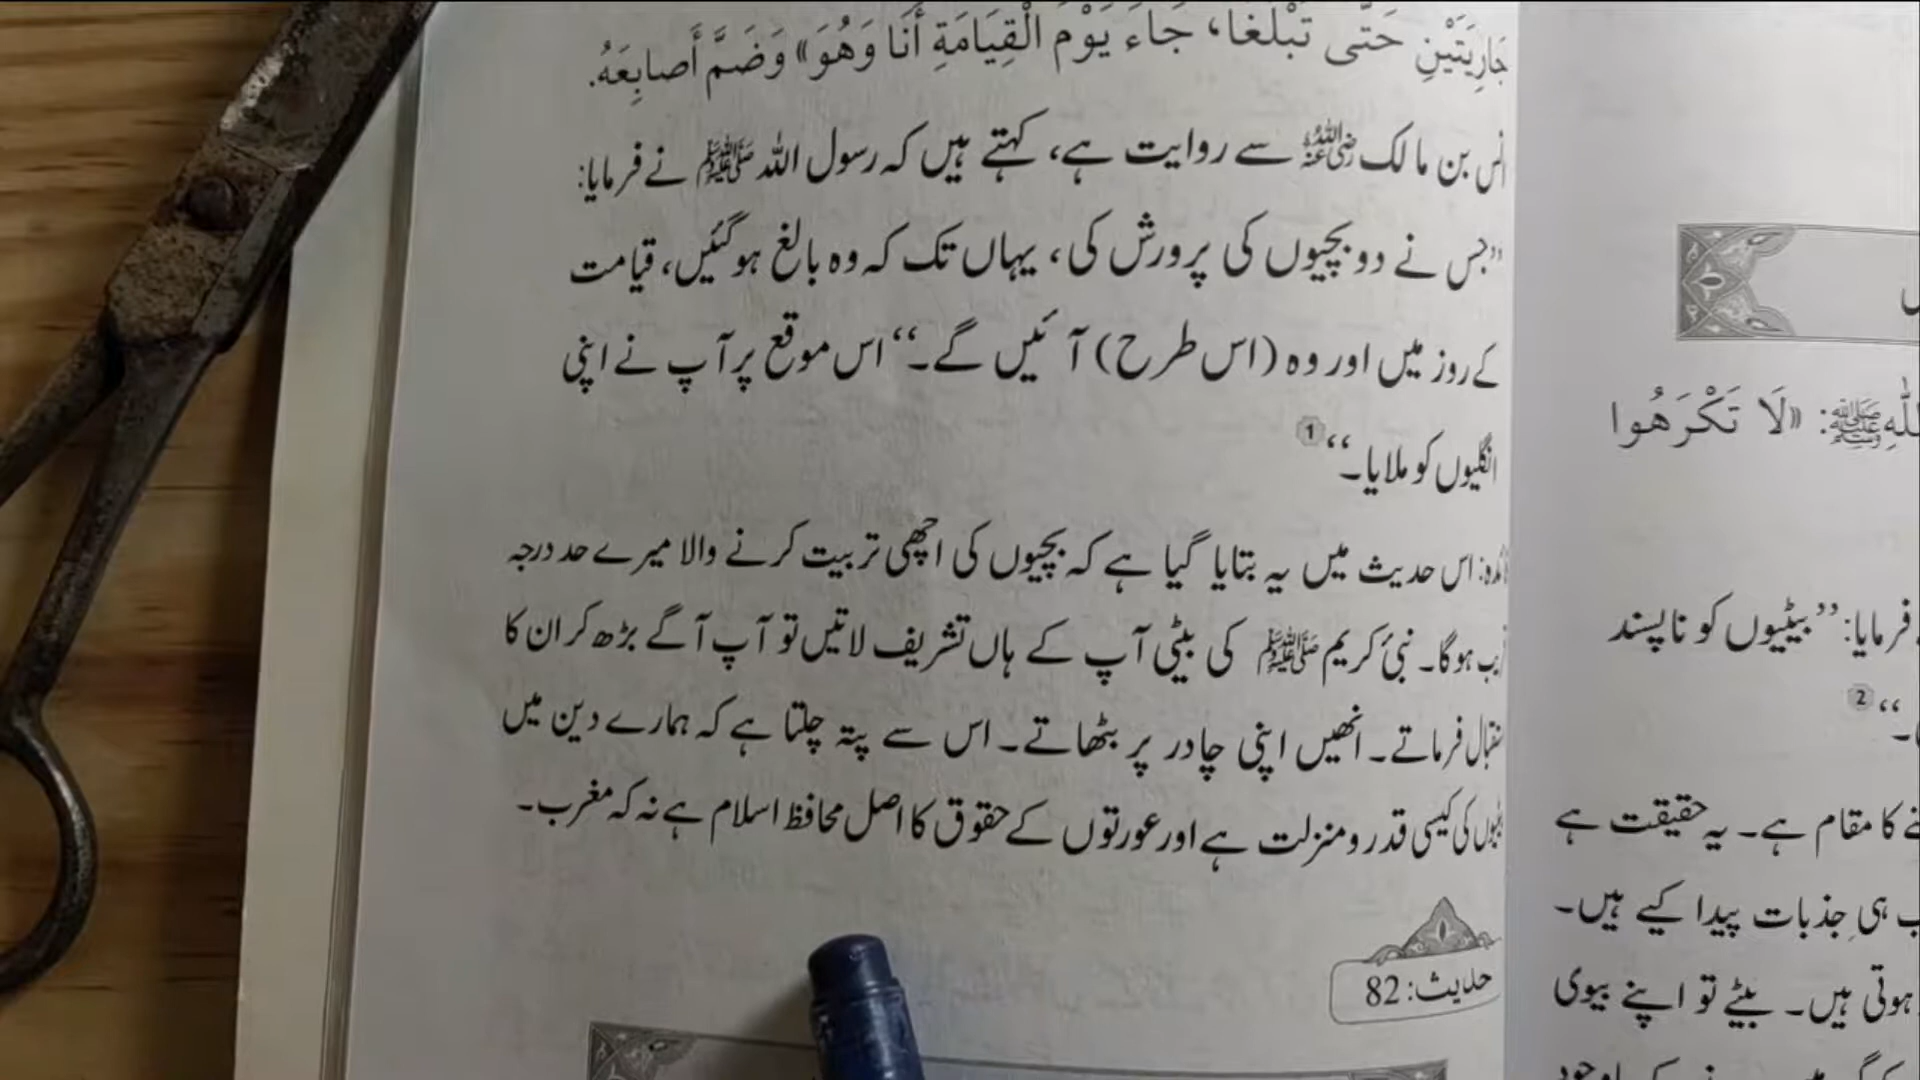 جَارِيَتَيْنِ حَتَّى تَبْلُغَا، جَاءَ يَوْمَ الْقِيَامَةِ أَنَا وَهُوَ» وَضَمَّ أَصَابِعَهُ.
انس بن مالک رضی اللہ عنہ سے روایت ہے، کہتے ہیں کہ رسول اللہ ﷺ نے فرمایا:
”جس نے دو بچیوں کی پرورش کی، یہاں تک کہ وہ بالغ ہوگئیں، قیامت
کے روز میں اور وہ (اس طرح) آئیں گے۔“ اس موقع پر آپ نے اپنی
انگلیوں کو ملایا۔“ 1
اس حدیث میں یہ بتایا گیا ہے کہ بچیوں کی اچھی تربیت کرنے والا میرے حد درجہ
ہوگا۔ نبیٔ کریم ﷺ کی بیٹی آپ کے ہاں تشریف لاتیں تو آپ آگے بڑھ کر ان کا
فرماتے۔ انھیں اپنی چادر پر بٹھاتے۔ اس سے پتہ چلتا ہے کہ ہمارے دین میں
کی کیسی قدر و منزلت ہے اور عورتوں کے حقوق کا اصل محافظ اسلام ہے نہ کہ مغرب۔
حدیث: 82
ﷺ: «لَا تَكْرَهُوا
فرمایا: ”بیٹیوں کو ناپسند
۔“ 2
کا مقام ہے۔ یہ حقیقت ہے
ہی جذبات پیدا کیے ہیں۔
ہوتی ہیں۔ بیٹے تو اپنے بیوی